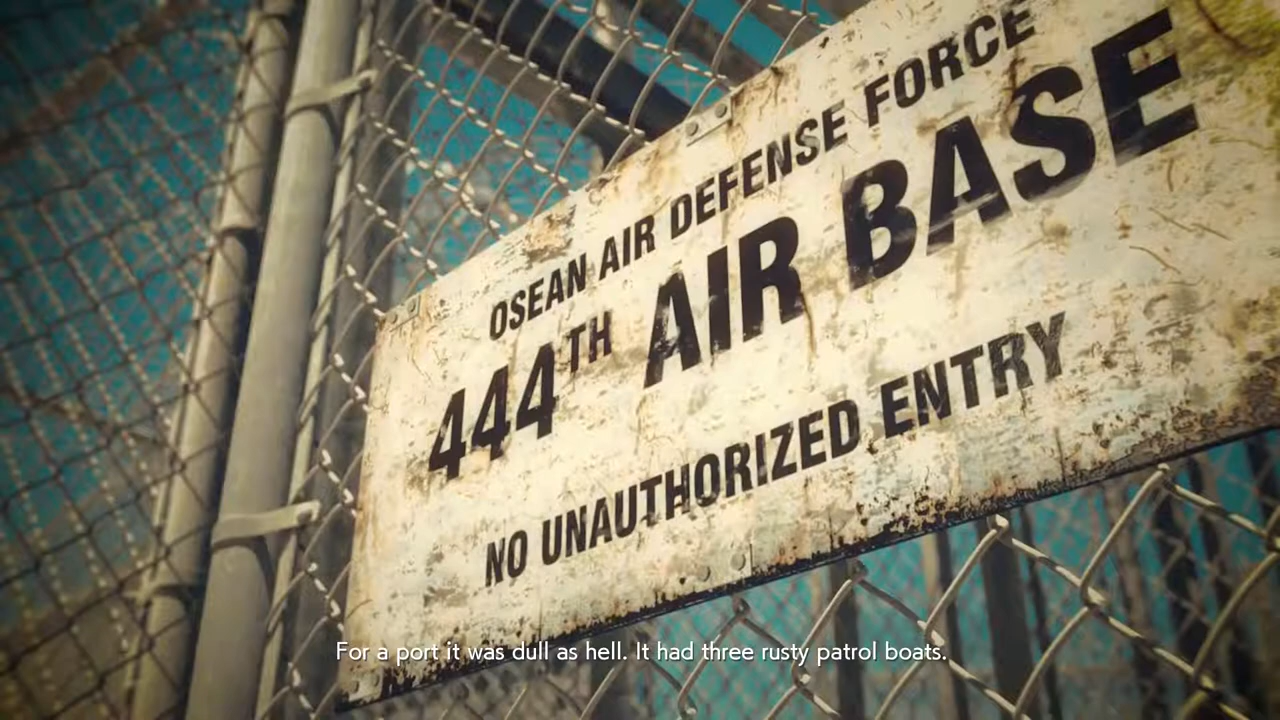 OSEAN AIR DEFENSE FORCE
444TH AIR BASE
NO UNAUTHORIZED ENTRY
For a port it was dull as hell. It had three rusty patrol boats.